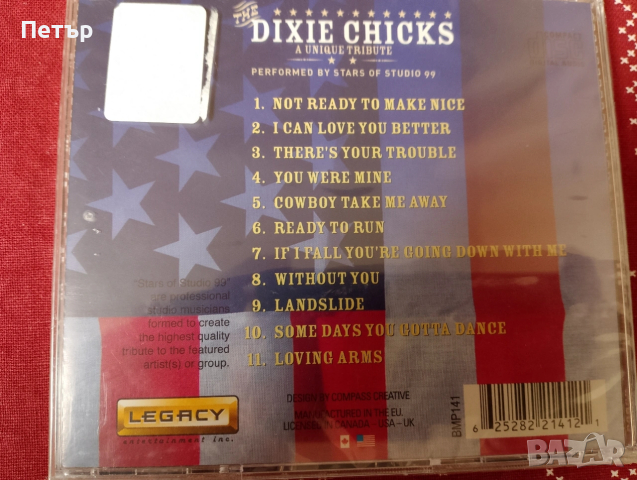 Петър
THE
DIXIE CHICKS
A UNIQUE TRIBUTE
PERFORMED BY STARS OF STUDIO 99
1. NOT READY TO MAKE NICE
2. I CAN LOVE YOU BETTER
3. THERE'S YOUR TROUBLE
4. YOU WERE MINE
5. COWBOY TAKE ME AWAY
6. READY TO RUN
7. IF I FALL YOU'RE GOING DOWN WITH ME
8. WITHOUT YOU
9. LANDSLIDE
10. SOME DAYS YOU GOTTA DANCE
11. LOVING ARMS
"Stars of Studio 99"
are professional
studio musicians
formed to create
the highest quality
tribute to the featured
artist(s) or group.
LEGACY
entertainment inc.
DESIGN BY COMPASS CREATIVE
MANUFACTURED IN THE EU.
LICENSED IN CANADA – USA – UK
BMP141
6 25282 21412 1
BAZAR